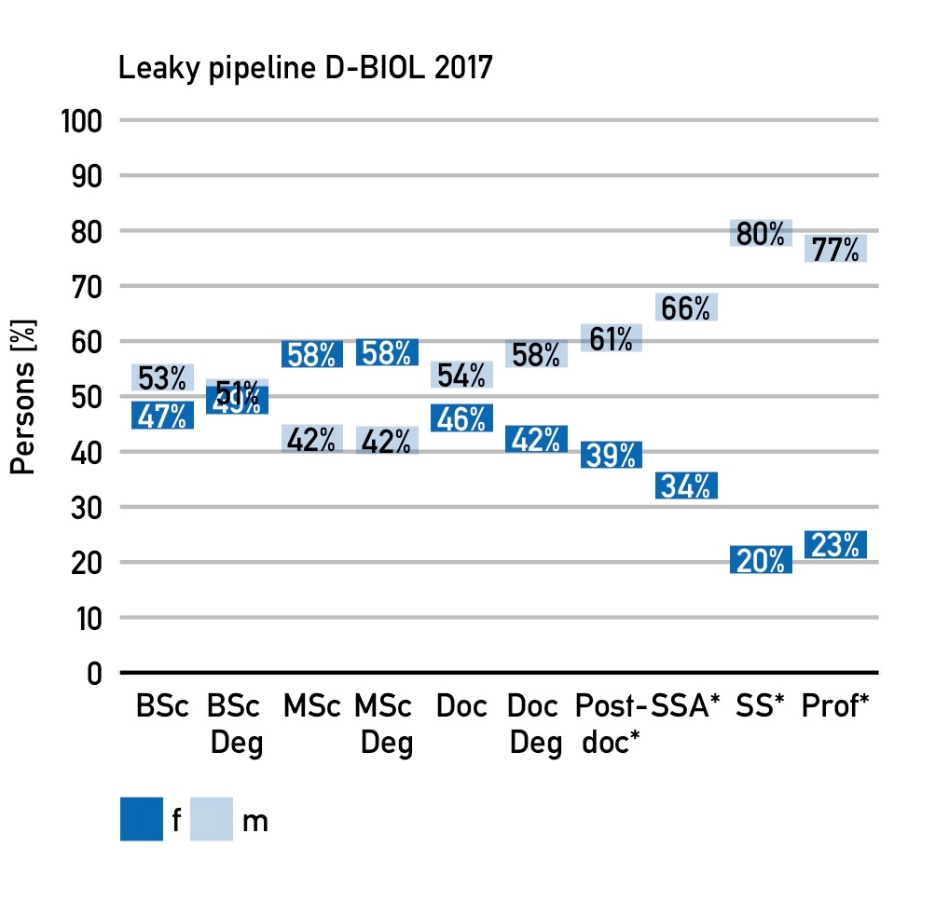 Leaky pipeline D-BIOL 2017
100
90
80
70
60
50
40
30
20
10
0
Persons [%]
53%
47%
51%
49%
58%
42%
58%
42%
54%
46%
58%
42%
61%
39%
66%
34%
80%
20%
77%
23%
BSc
BSc
Deg
MSc
MSc
Deg
Doc
Doc
Deg
Post-
doc*
SSA*
SS*
Prof*
f
m